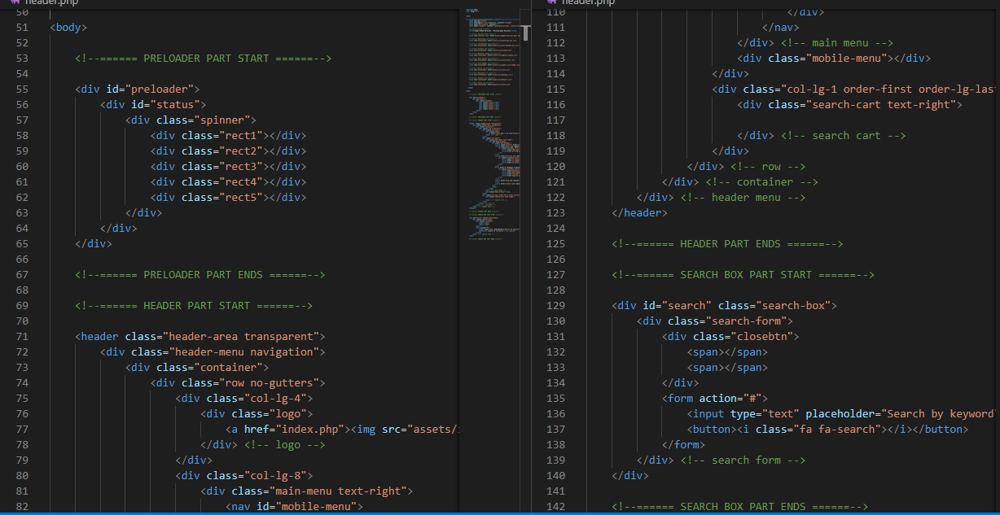 header.php
50
51 <body>
52
53 <!--====== PRELOADER PART START ======-->
54
55 <div id="preloader">
56 <div id="status">
57 <div class="spinner">
58 <div class="rect1"></div>
59 <div class="rect2"></div>
60 <div class="rect3"></div>
61 <div class="rect4"></div>
62 <div class="rect5"></div>
63 </div>
64 </div>
65 </div>
66
67 <!--====== PRELOADER PART ENDS ======-->
68
69 <!--====== HEADER PART START ======-->
70
71 <header class="header-area transparent">
72 <div class="header-menu navigation">
73 <div class="container">
74 <div class="row no-gutters">
75 <div class="col-lg-4">
76 <div class="logo">
77 <a href="index.php"><img src="assets/
78 </div> <!-- logo -->
79 </div>
80 <div class="col-lg-8">
81 <div class="main-menu text-right">
82 <nav id="mobile-menu">
header.php
110 </div>
111 </nav>
112 </div> <!-- main menu -->
113 <div class="mobile-menu"></div>
114 </div>
115 <div class="col-lg-1 order-first order-lg-las
116 <div class="search-cart text-right">
117
118 </div> <!-- search cart -->
119 </div>
120 </div> <!-- row -->
121 </div> <!-- container -->
122 </div> <!-- header menu -->
123 </header>
124
125 <!--====== HEADER PART ENDS ======-->
126
127 <!--====== SEARCH BOX PART START ======-->
128
129 <div id="search" class="search-box">
130 <div class="search-form">
131 <div class="closebtn">
132 <span></span>
133 <span></span>
134 </div>
135 <form action="#">
136 <input type="text" placeholder="Search by keyword
137 <button><i class="fa fa-search"></i></button>
138 </form>
139 </div> <!-- search form -->
140 </div>
141
142 <!--====== SEARCH BOX PART ENDS ======-->